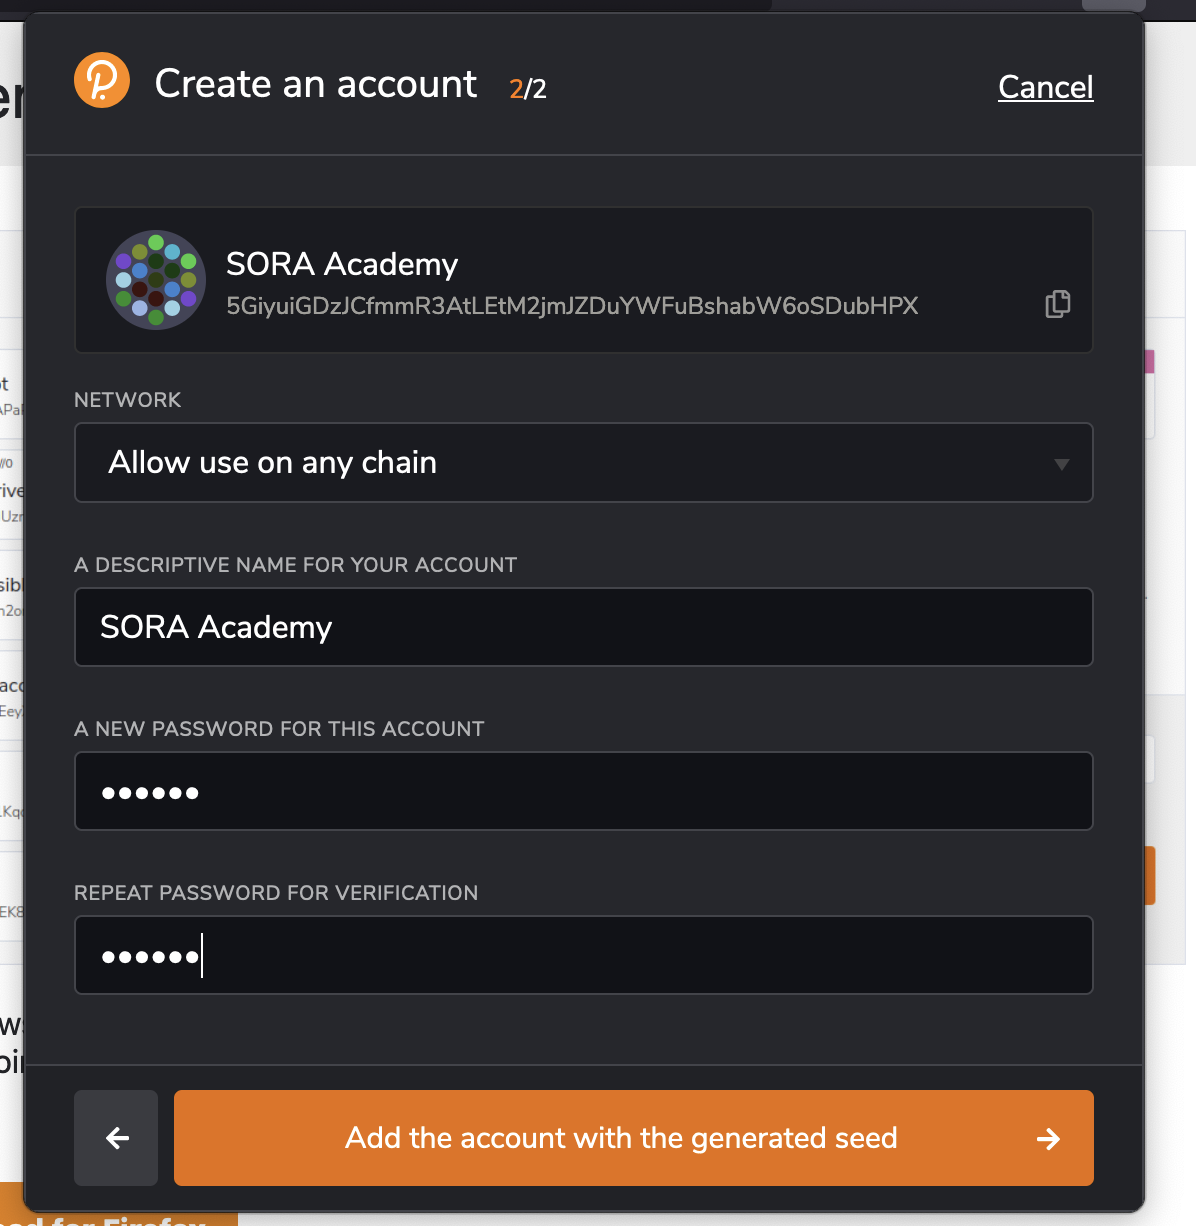 Create an account 2/2
Cancel
SORA Academy
5GiyuiGDzJCfmmR3AtLEtM2jmJZDuYWFuBshabW6oSDubHPX
NETWORK
Allow use on any chain
A DESCRIPTIVE NAME FOR YOUR ACCOUNT
SORA Academy
A NEW PASSWORD FOR THIS ACCOUNT
••••••
REPEAT PASSWORD FOR VERIFICATION
••••••
Add the account with the generated seed
for Firefox